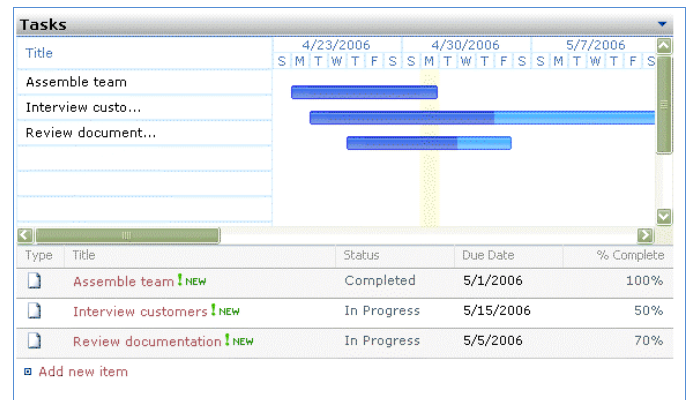 Tasks
Title
4/23/2006 4/30/2006 5/7/2006
S M T W T F S S M T W T F S S M T W T F S
Assemble team
Interview custo...
Review document...
Type Title Status Due Date % Complete
Assemble team ! NEW Completed 5/1/2006 100%
Interview customers ! NEW In Progress 5/15/2006 50%
Review documentation ! NEW In Progress 5/5/2006 70%
Add new item